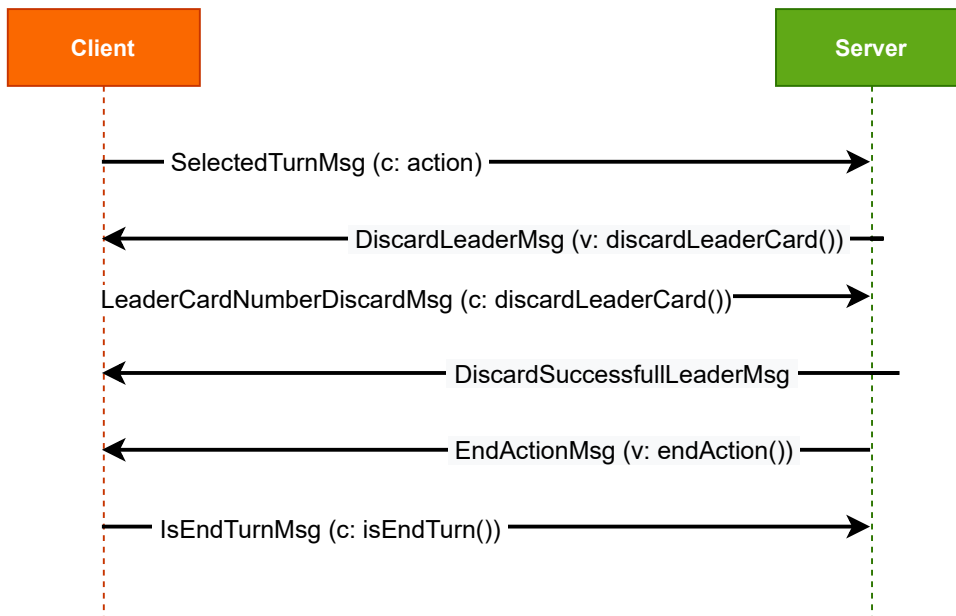 Client
Server
SelectedTurnMsg (c: action)
DiscardLeaderMsg (v: discardLeaderCard())
LeaderCardNumberDiscardMsg (c: discardLeaderCard())
DiscardSuccessfullLeaderMsg
EndActionMsg (v: endAction())
IsEndTurnMsg (c: isEndTurn())